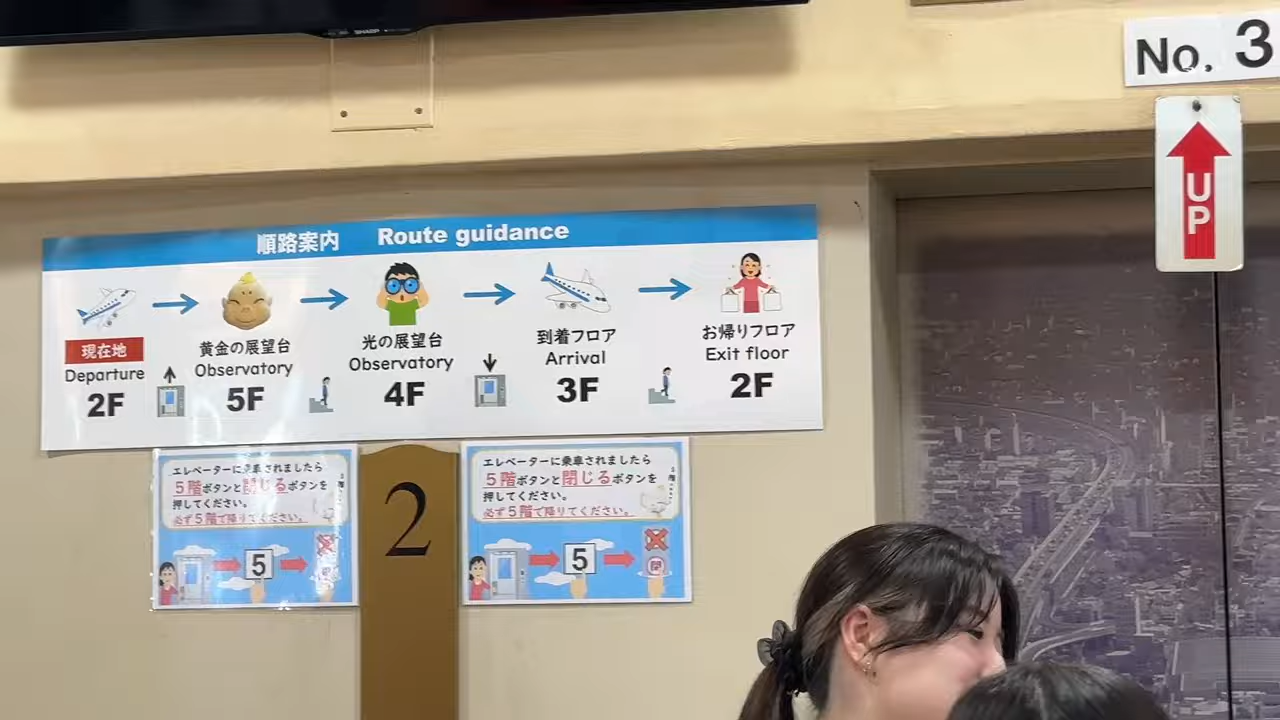 SHARP
No. 3
UP
順路案内 Route guidance
現在地
Departure
2F
黄金の展望台
Observatory
5F
光の展望台
Observatory
4F
到着フロア
Arrival
3F
お帰りフロア
Exit floor
2F
エレベーターに乗車されましたら
5階ボタンと閉じるボタンを
押してください。
必ず5階で降りてください。
5
2
エレベーターに乗車されましたら
5階ボタンと閉じるボタンを
押してください。
必ず5階で降りてください。
5
閉